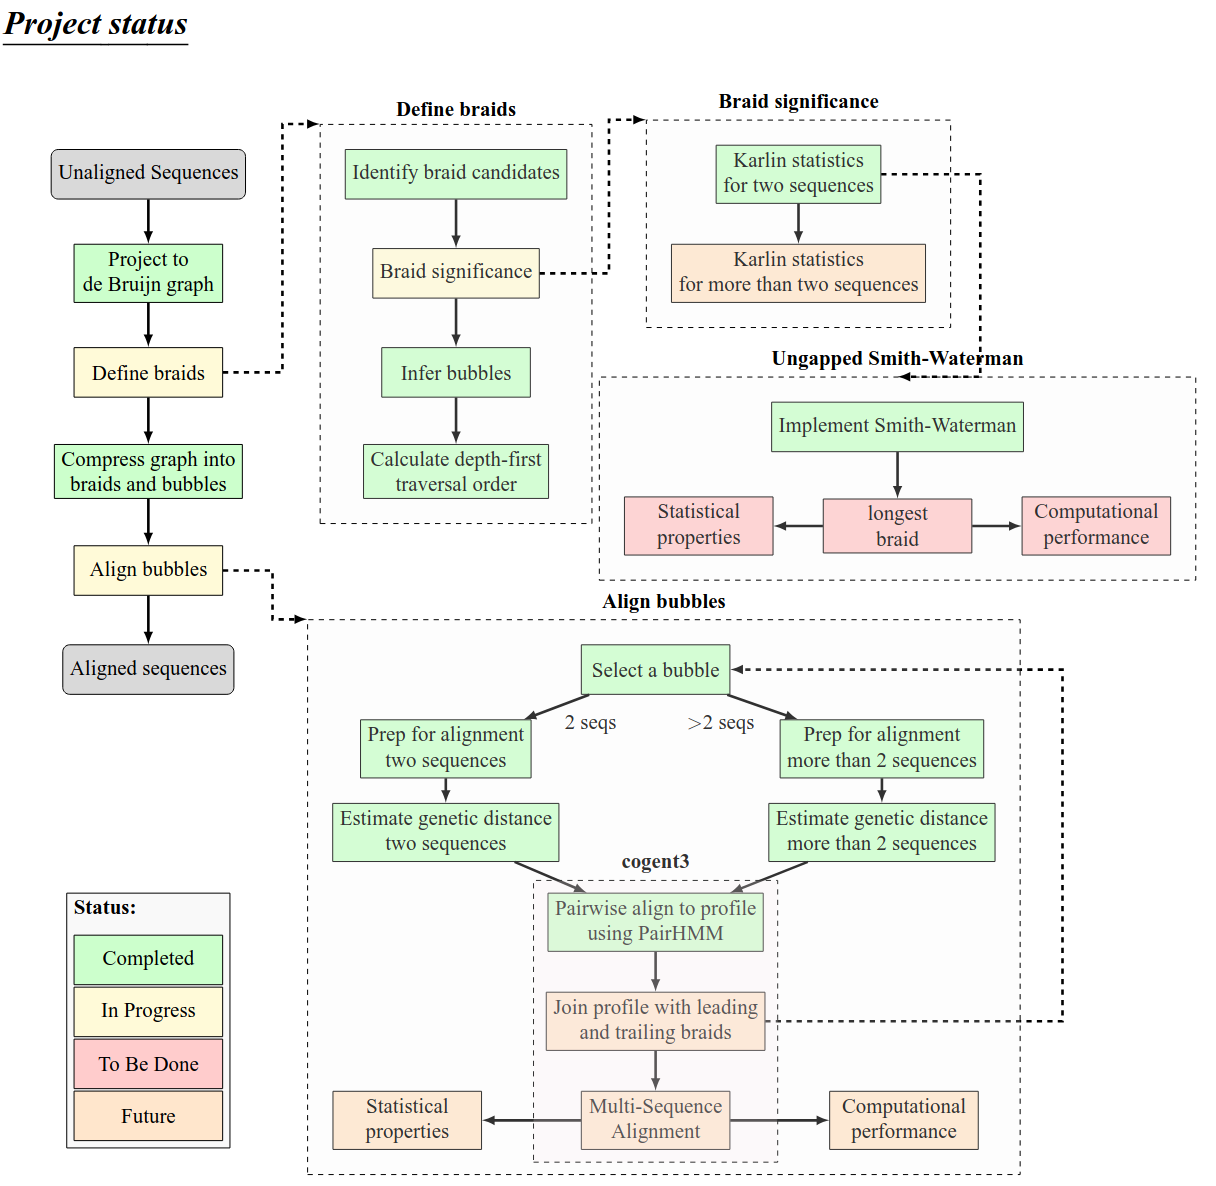 Project status
Unaligned Sequences
Project to
de Bruijn graph
Define braids
Compress graph into
braids and bubbles
Align bubbles
Aligned sequences
Define braids
Identify braid candidates
Braid significance
Infer bubbles
Calculate depth-first
traversal order
Braid significance
Karlin statistics
for two sequences
Karlin statistics
for more than two sequences
Ungapped Smith-Waterman
Implement Smith-Waterman
Statistical
properties
longest
braid
Computational
performance
Align bubbles
Select a bubble
2 seqs
>2 seqs
Prep for alignment
two sequences
Prep for alignment
more than 2 sequences
Estimate genetic distance
two sequences
Estimate genetic distance
more than 2 sequences
cogent3
Pairwise align to profile
using PairHMM
Join profile with leading
and trailing braids
Statistical
properties
Multi-Sequence
Alignment
Computational
performance
Status:
Completed
In Progress
To Be Done
Future